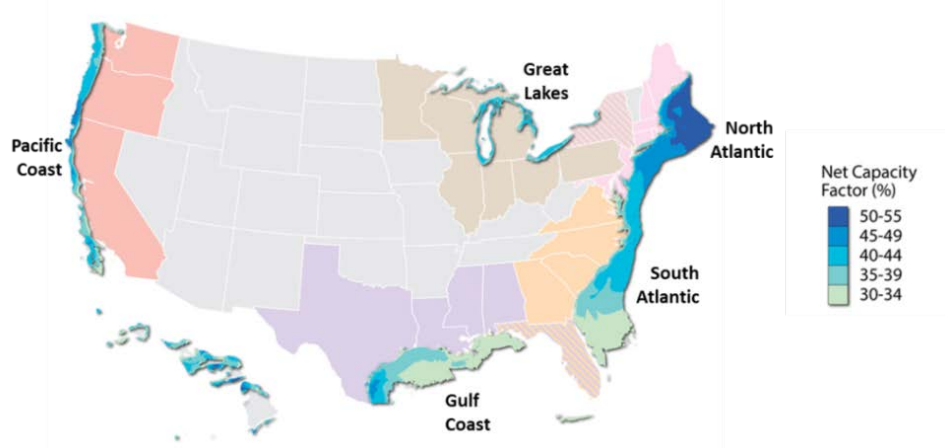 Great
Lakes
Pacific
Coast
North
Atlantic
South
Atlantic
Gulf
Coast
Net Capacity
Factor (%)
50-55
45-49
40-44
35-39
30-34